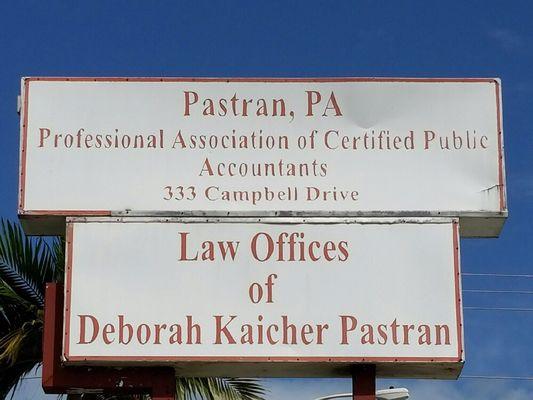 Pastran, PA
Professional Association of Certified Public
Accountants
333 Campbell Drive
Law Offices
of
Deborah Kaicher Pastran